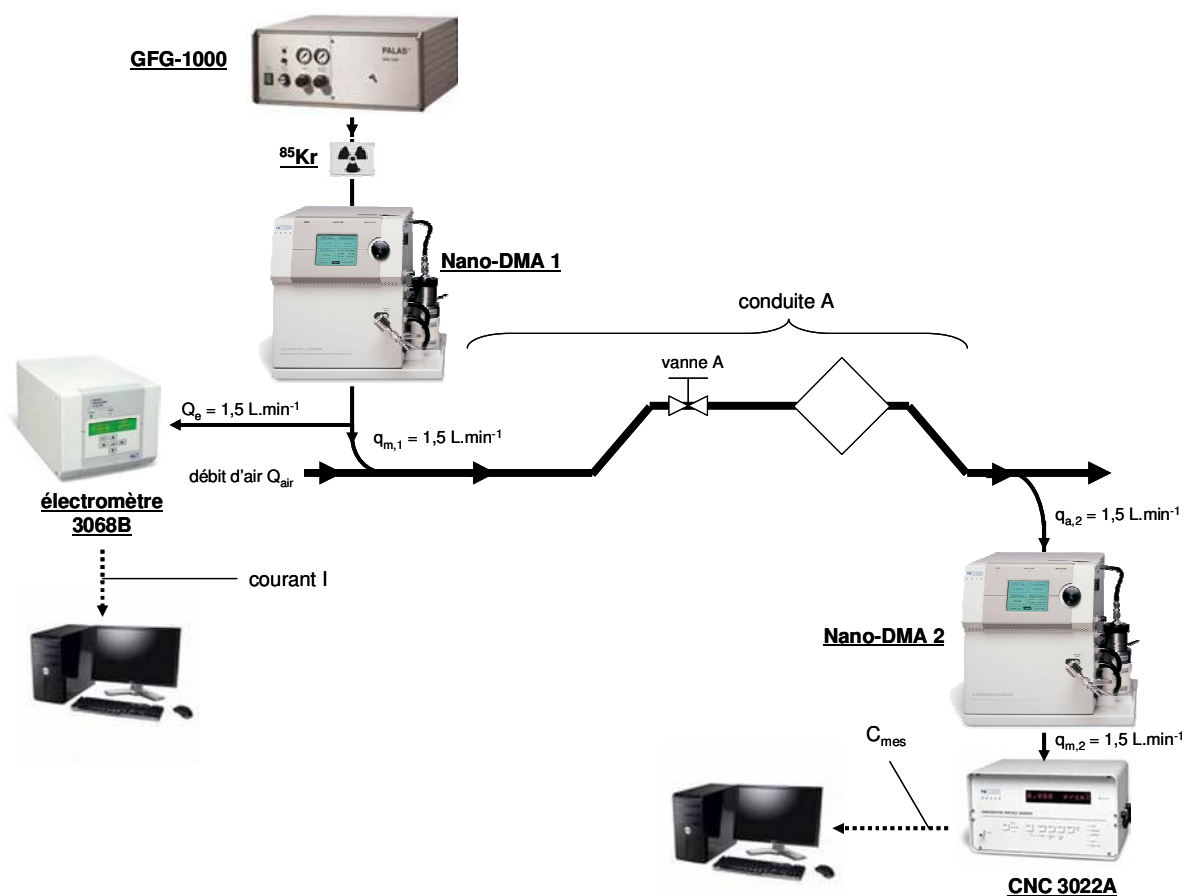 GFG-1000
PALAS
⁸⁵Kr
Nano-DMA 1
conduite A
vanne A
Qₑ = 1,5 L.min⁻¹
qₘ,₁ = 1,5 L.min⁻¹
débit d'air Qair
électromètre
3068B
qₐ,₂ = 1,5 L.min⁻¹
courant I
Nano-DMA 2
qₘ,₂ = 1,5 L.min⁻¹
Cmes
CNC 3022A